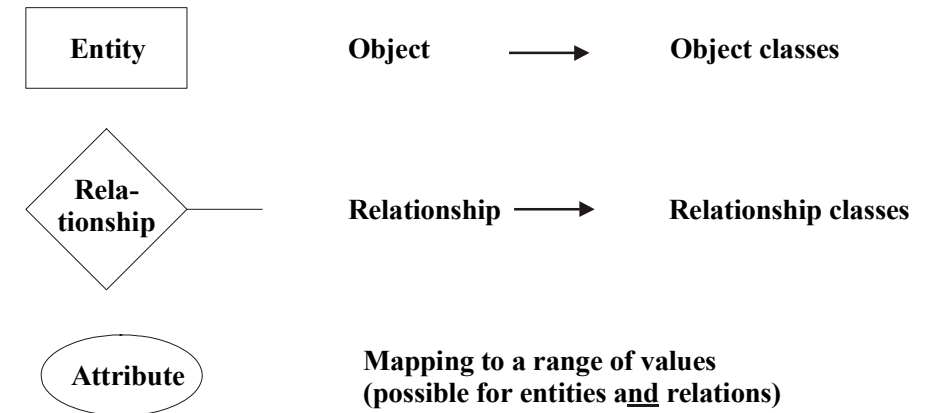 Entity Object Object classes
Rela-
tionship
Relationship Relationship classes
Attribute
Mapping to a range of values
(possible for entities and relations)